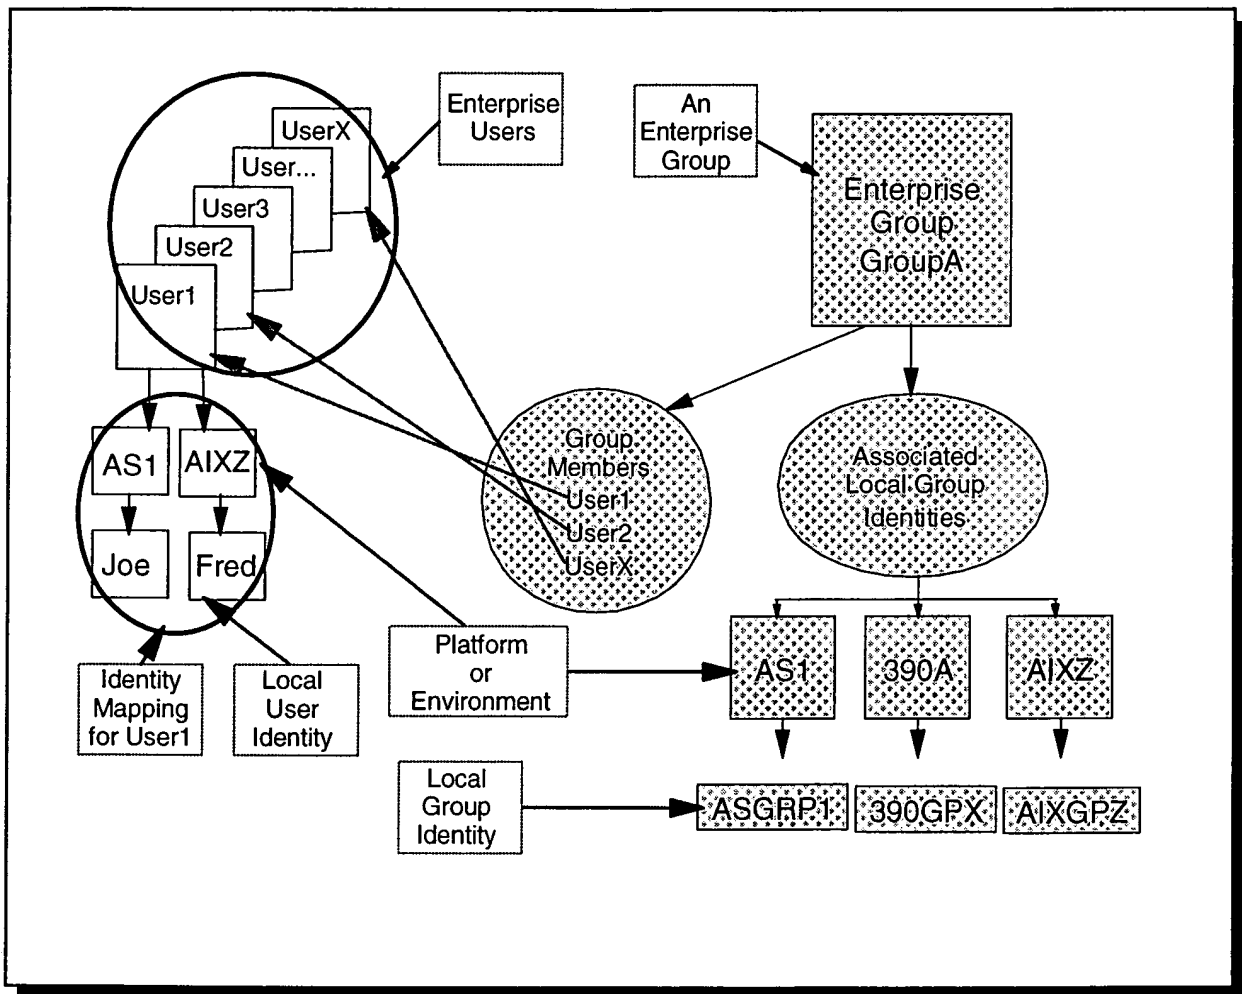 Enterprise
Users
An
Enterprise
Group
UserX
User...
User3
User2
User1
Enterprise
Group
GroupA
Group
Members
User1
User2
UserX
Associated
Local Group
Identities
AS1
AIXZ
Joe
Fred
Identity
Mapping
for User1
Local
User
Identity
Platform
or
Environment
AS1
390A
AIXZ
Local
Group
Identity
ASGRP1
390GPX
AIXGPZ